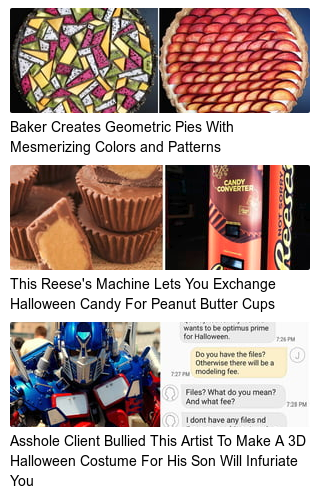 Baker Creates Geometric Pies With
Mesmerizing Colors and Patterns
CANDY
CONVERTER
Reese's
This Reese's Machine Lets You Exchange
Halloween Candy For Peanut Butter Cups
wants to be optimus prime
for Halloween.
7:26 PM
Do you have the files?
Otherwise there will be a
modeling fee.
J
7:27 PM
Files? What do you mean?
And what fee?
7:28 PM
I dont have any files nd
Asshole Client Bullied This Artist To Make A 3D
Halloween Costume For His Son Will Infuriate
You